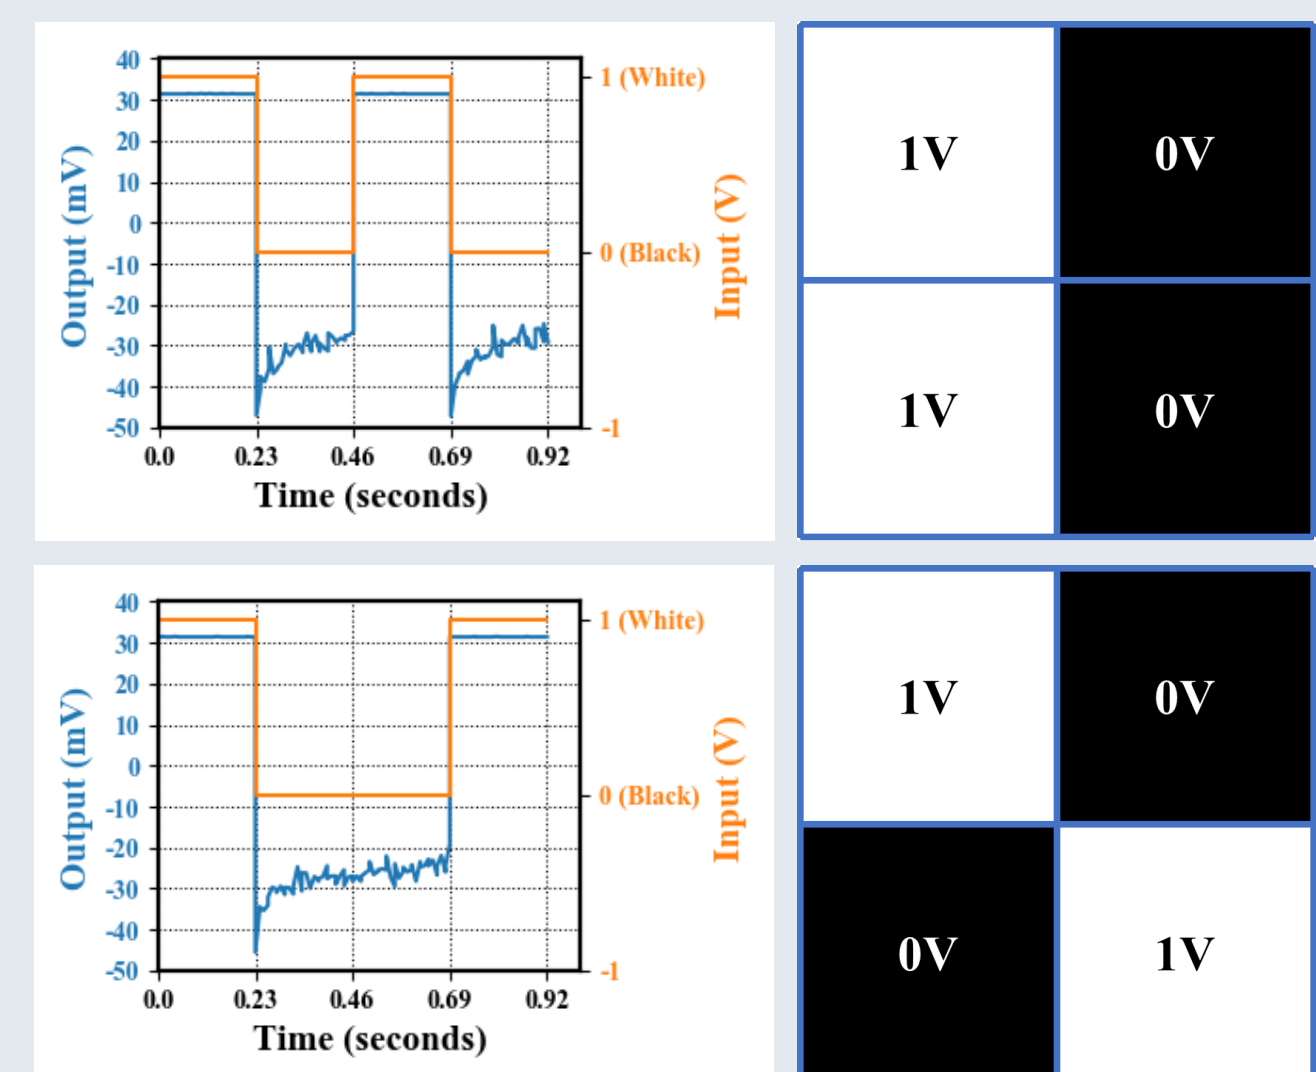 40
30
20
10
0
-10
-20
-30
-40
-50
Output (mV)
0.0 0.23 0.46 0.69 0.92
Time (seconds)
1 (White)
0 (Black)
-1
Input (V)
1V 0V
1V 0V
40
30
20
10
0
-10
-20
-30
-40
-50
Output (mV)
0.0 0.23 0.46 0.69 0.92
Time (seconds)
1 (White)
0 (Black)
-1
Input (V)
1V 0V
0V 1V